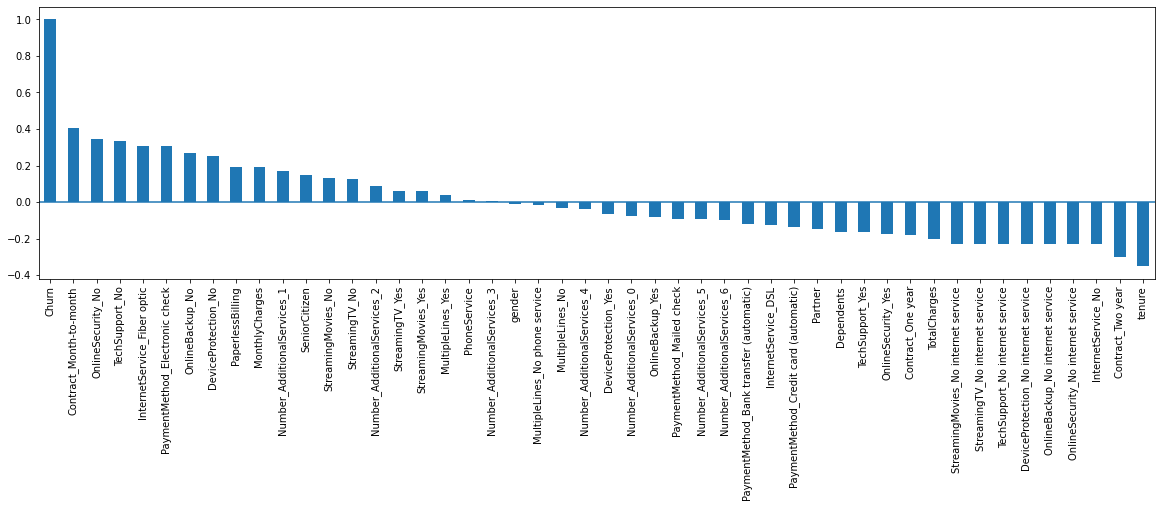 1.0
0.8
0.6
0.4
0.2
0.0
−0.2
−0.4
Churn
Contract_Month-to-month
OnlineSecurity_No
TechSupport_No
InternetService_Fiber optic
PaymentMethod_Electronic check
OnlineBackup_No
DeviceProtection_No
PaperlessBilling
MonthlyCharges
Number_AdditionalServices_1
SeniorCitizen
StreamingMovies_No
StreamingTV_No
Number_AdditionalServices_2
StreamingTV_Yes
StreamingMovies_Yes
MultipleLines_Yes
PhoneService
Number_AdditionalServices_3
gender
MultipleLines_No phone service
MultipleLines_No
Number_AdditionalServices_4
DeviceProtection_Yes
Number_AdditionalServices_0
OnlineBackup_Yes
PaymentMethod_Mailed check
Number_AdditionalServices_5
Number_AdditionalServices_6
PaymentMethod_Bank transfer (automatic)
InternetService_DSL
PaymentMethod_Credit card (automatic)
Partner
Dependents
TechSupport_Yes
OnlineSecurity_Yes
Contract_One year
TotalCharges
StreamingMovies_No internet service
StreamingTV_No internet service
TechSupport_No internet service
DeviceProtection_No internet service
OnlineBackup_No internet service
OnlineSecurity_No internet service
InternetService_No
Contract_Two year
tenure